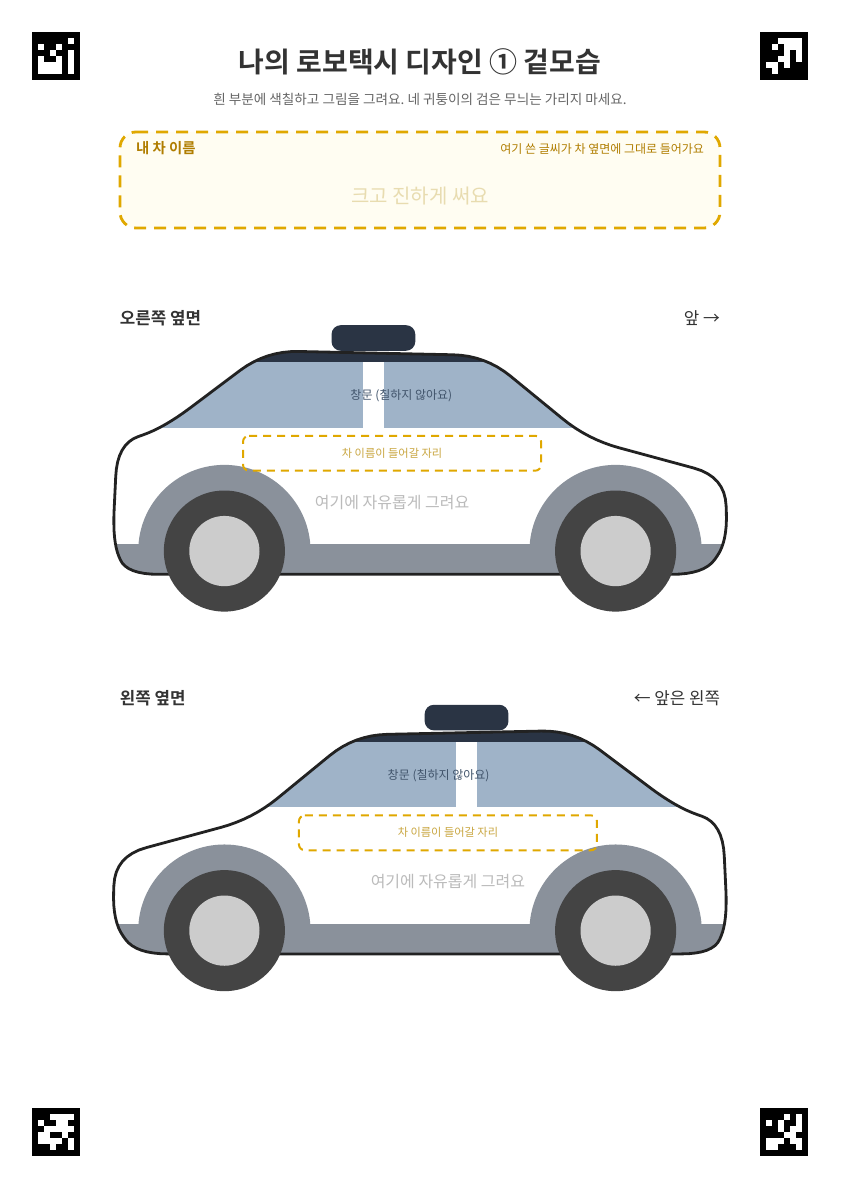 나의 로보택시 디자인 ① 겉모습
흰 부분에 색칠하고 그림을 그려요. 네 귀퉁이의 검은 무늬는 가리지 마세요.
내 차 이름
여기 쓴 글씨가 차 옆면에 그대로 들어가요
크고 진하게 써요
오른쪽 옆면
앞 →
창문 (칠하지 않아요)
차 이름이 들어갈 자리
여기에 자유롭게 그려요
왼쪽 옆면
← 앞은 왼쪽
창문 (칠하지 않아요)
차 이름이 들어갈 자리
여기에 자유롭게 그려요